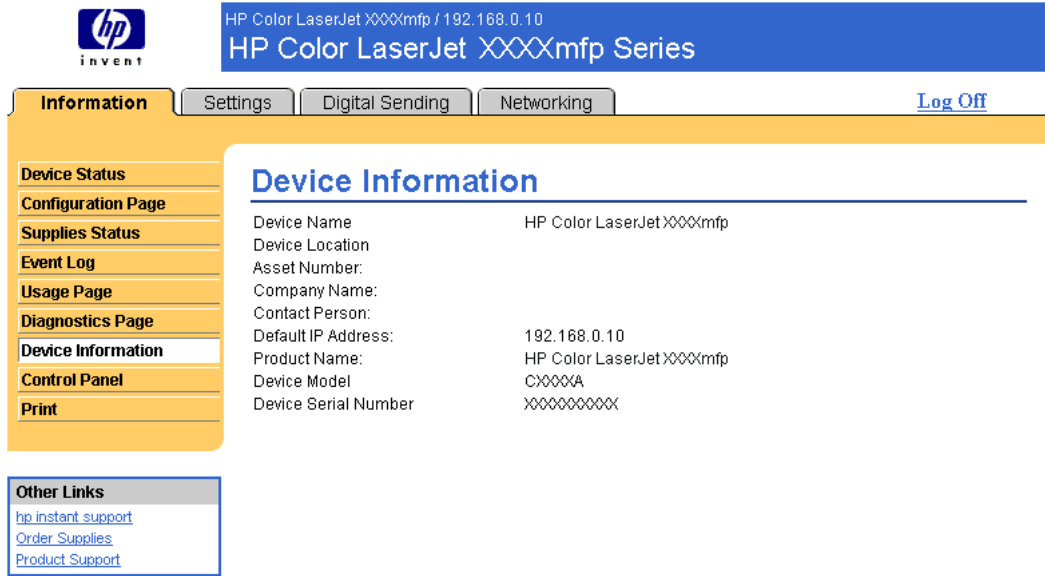 hp
invent
HP Color LaserJet XXXXmfp / 192.168.0.10
HP Color LaserJet XXXXmfp Series
Information
Settings
Digital Sending
Networking
Log Off
Device Status
Configuration Page
Supplies Status
Event Log
Usage Page
Diagnostics Page
Device Information
Control Panel
Print
Other Links
hp instant support
Order Supplies
Product Support
Device Information
Device Name HP Color LaserJet XXXXmfp
Device Location
Asset Number:
Company Name:
Contact Person:
Default IP Address: 192.168.0.10
Product Name: HP Color LaserJet XXXXmfp
Device Model CXXXXA
Device Serial Number XXXXXXXXXX